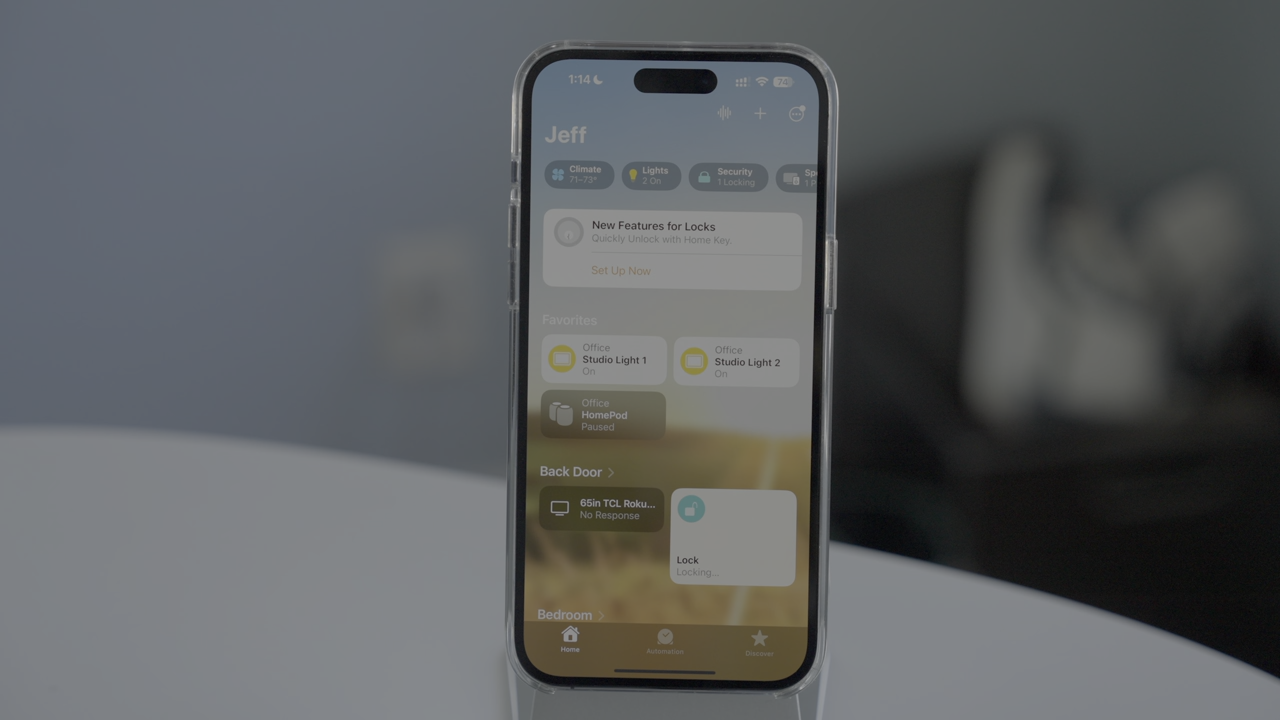 1:14
76
Jeff
Climate
71–73°
Lights
2 On
Security
1 Locking
Sp
1 P
New Features for Locks
Quickly Unlock with Home Key.
Set Up Now
Favorites
Office
Studio Light 1
On
Office
Studio Light 2
On
Office
HomePod
Paused
Back Door
65in TCL Roku...
No Response
Lock
Locking...
Bedroom
Home
Automation
Discover